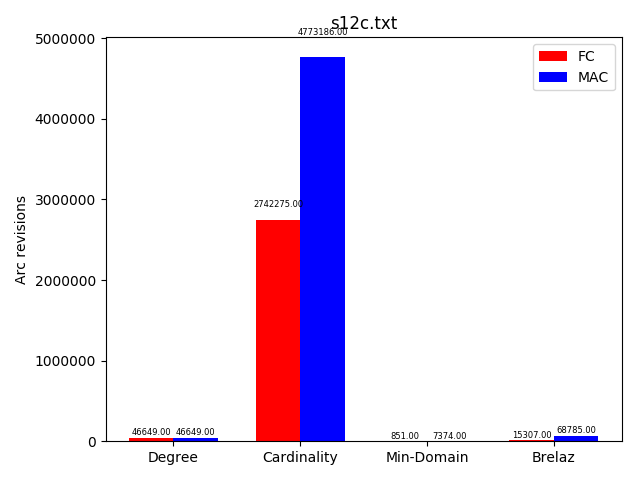 s12c.txt
4773186.00
5000000
FC
MAC
4000000
3000000
2742275.00
Arc revisions
2000000
1000000
46649.00 46649.00
851.00 7374.00
15307.00 68785.00
0
Degree Cardinality Min-Domain Brelaz